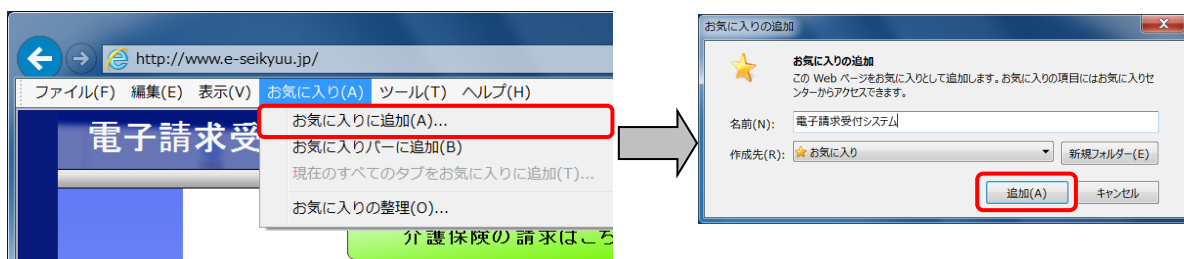 http://www.e-seikyuu.jp/
ファイル(F) 編集(E) 表示(V) お気に入り(A) ツール(T) ヘルプ(H)
電子請求受
お気に入りに追加(A)...
お気に入りバーに追加(B)
現在のすべてのタブをお気に入りに追加(T)...
お気に入りの整理(O)...
介護保険の請求はこち
お気に入りの追加
お気に入りの追加
この Web ページをお気に入りとして追加します。お気に入りの項目にはお気に入りセ
ンターからアクセスできます。
名前(N): 電子請求受付システム
作成先(R): お気に入り 新規フォルダー(E)
追加(A) キャンセル